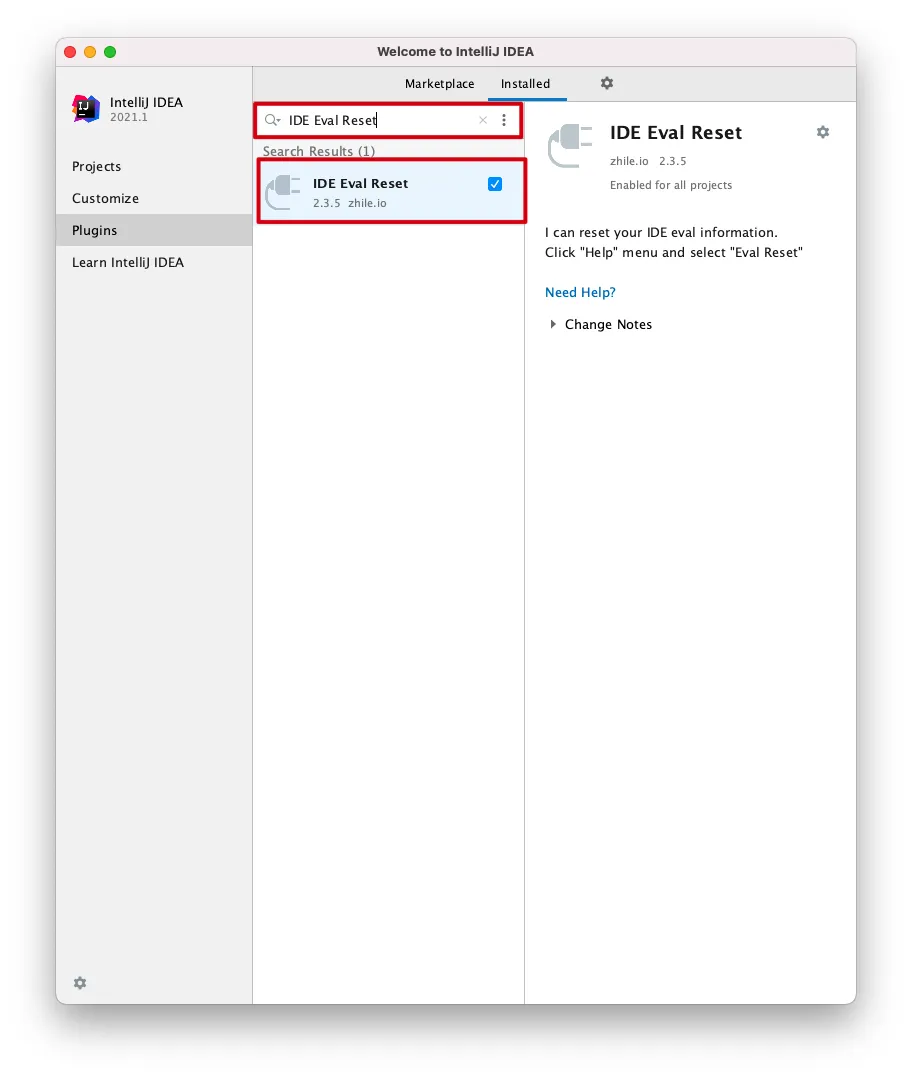 Welcome to IntelliJ IDEA
IntelliJ IDEA
2021.1
Projects
Customize
Plugins
Learn IntelliJ IDEA
Marketplace Installed
IDE Eval Reset
Search Results (1)
IDE Eval Reset
2.3.5 zhile.io
IDE Eval Reset
zhile.io 2.3.5
Enabled for all projects
I can reset your IDE eval information.
Click "Help" menu and select "Eval Reset"
Need Help?
Change Notes